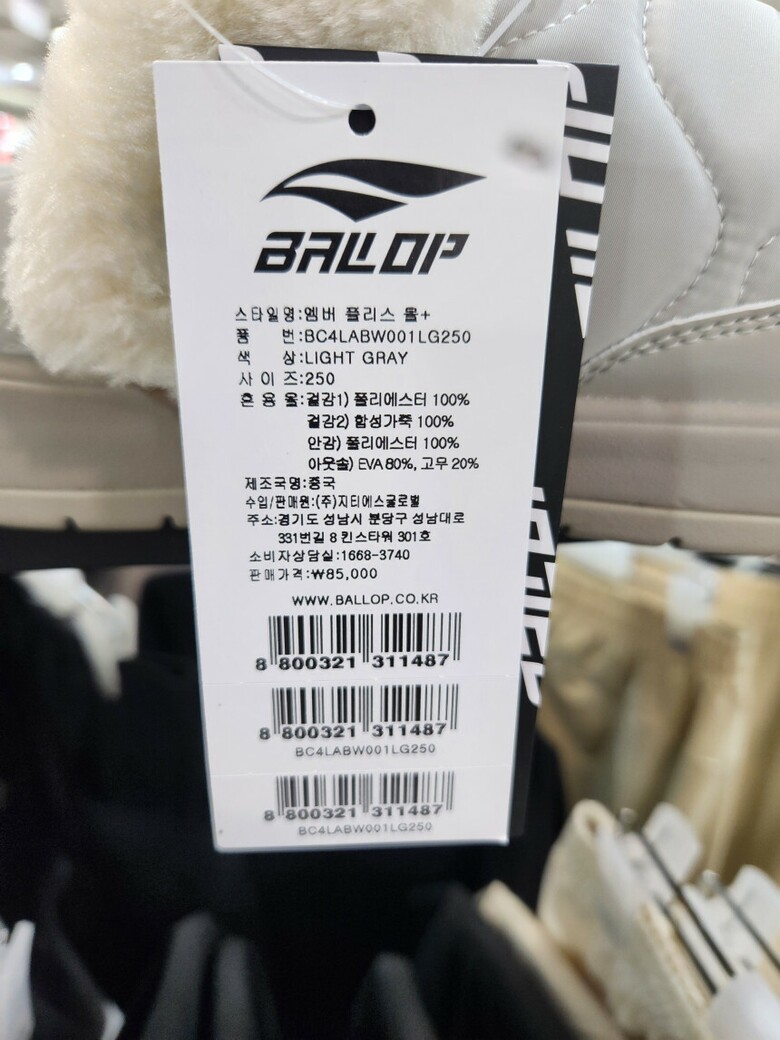 BALLOP
스타일명:엠버 플리스 몰+
품 번:BC4LABW001LG250
색 상:LIGHT GRAY
사 이 즈:250
혼 용 율:겉감1) 폴리에스터 100%
겉감2) 합성가죽 100%
안감) 폴리에스터 100%
아웃솔) EVA 80%, 고무 20%
제조국명:중국
수입/판매원:(주)지티에스글로벌
주소:경기도 성남시 분당구 성남대로
331번길 8 킨스타워 301호
소비자상담실:1668-3740
판매가격:₩85,000
WWW.BALLOP.CO.KR
8 800321 311487
8 800321 311487
BC4LABW001LG250
8 800321 311487
BC4LABW001LG250